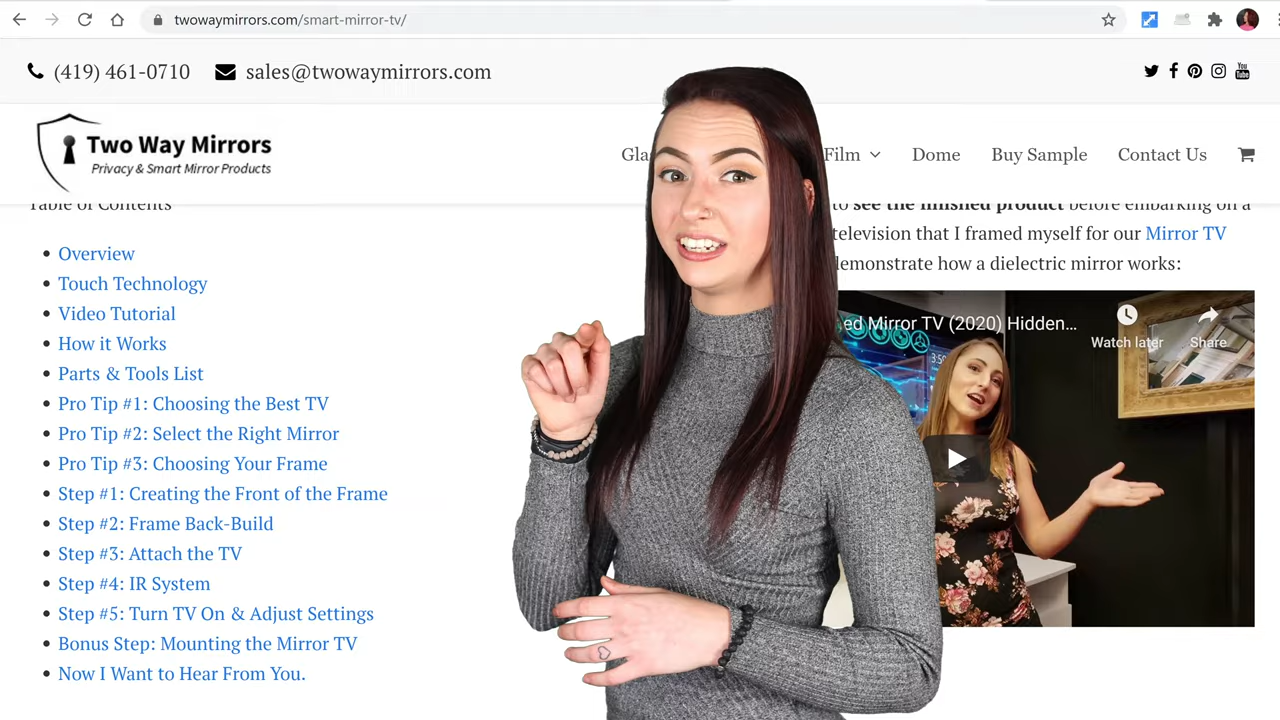 twowaymirrors.com/smart-mirror-tv/
(419) 461-0710 sales@twowaymirrors.com
Two Way Mirrors
Privacy & Smart Mirror Products
Film Dome Buy Sample Contact Us
Table of Contents
Overview
Touch Technology
Video Tutorial
How it Works
Parts & Tools List
Pro Tip #1: Choosing the Best TV
Pro Tip #2: Select the Right Mirror
Pro Tip #3: Choosing Your Frame
Step #1: Creating the Front of the Frame
Step #2: Frame Back-Build
Step #3: Attach the TV
Step #4: IR System
Step #5: Turn TV On & Adjust Settings
Bonus Step: Mounting the Mirror TV
Now I Want to Hear From You.
to see the finished product before embarking on a
television that I framed myself for our Mirror TV
demonstrate how a dielectric mirror works:
ed Mirror TV (2020) Hidden...
Watch later Share